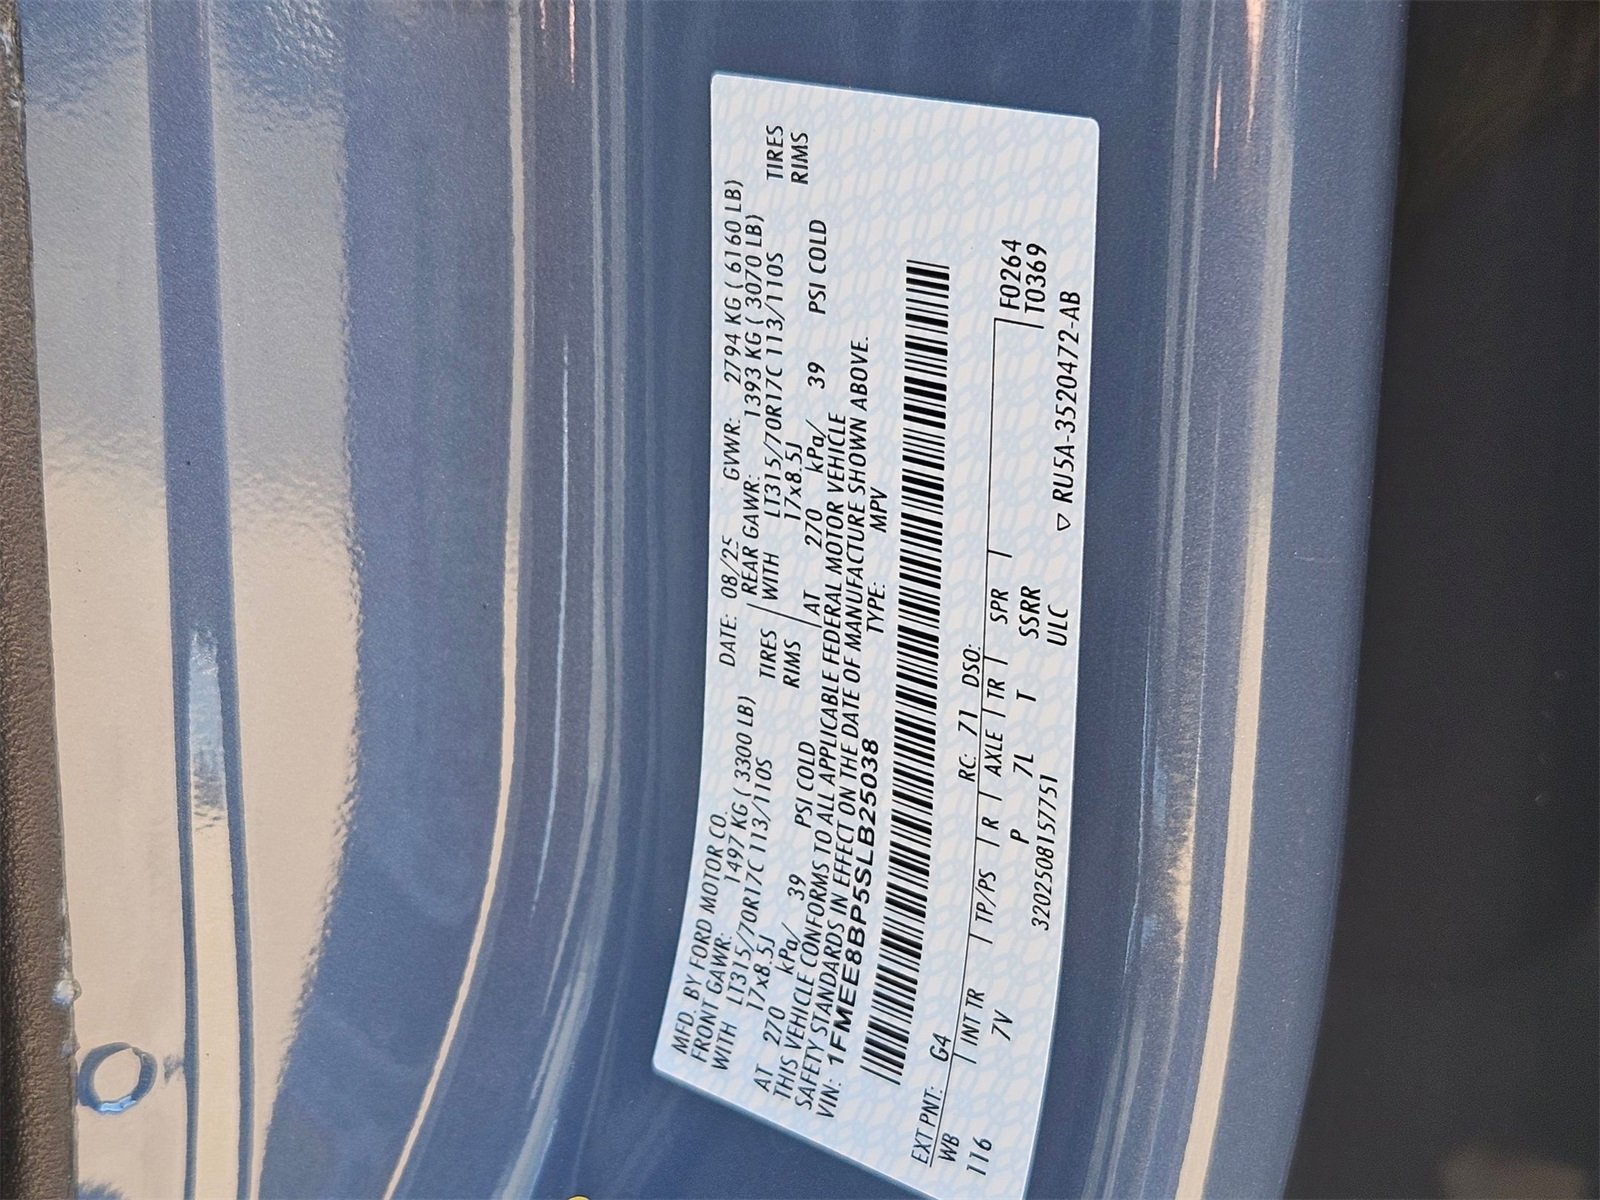 MFD. BY FORD MOTOR CO. DATE: 08/25 GVWR: 2794 KG ( 6160 LB)
FRONT GAWR: 1497 KG ( 3300 LB) REAR GAWR: 1393 KG ( 3070 LB)
WITH LT315/70R17C 113/110S TIRES WITH LT315/70R17C 113/110S TIRES
17x8.5J RIMS 17x8.5J RIMS
AT 270 kPa/ 39 PSI COLD AT 270 kPa/ 39 PSI COLD
THIS VEHICLE CONFORMS TO ALL APPLICABLE FEDERAL MOTOR VEHICLE
SAFETY STANDARDS IN EFFECT ON THE DATE OF MANUFACTURE SHOWN ABOVE.
VIN: 1FMEE8BP5SLB25038 TYPE: MPV
EXT PNT: G4 RC: 71 DSO:
WB INT TR TP/PS R AXLE TR SPR F0264
116 7V P 7L T SSRR T0369
3202508157751 ULC ▽ RU5A-3520472-AB